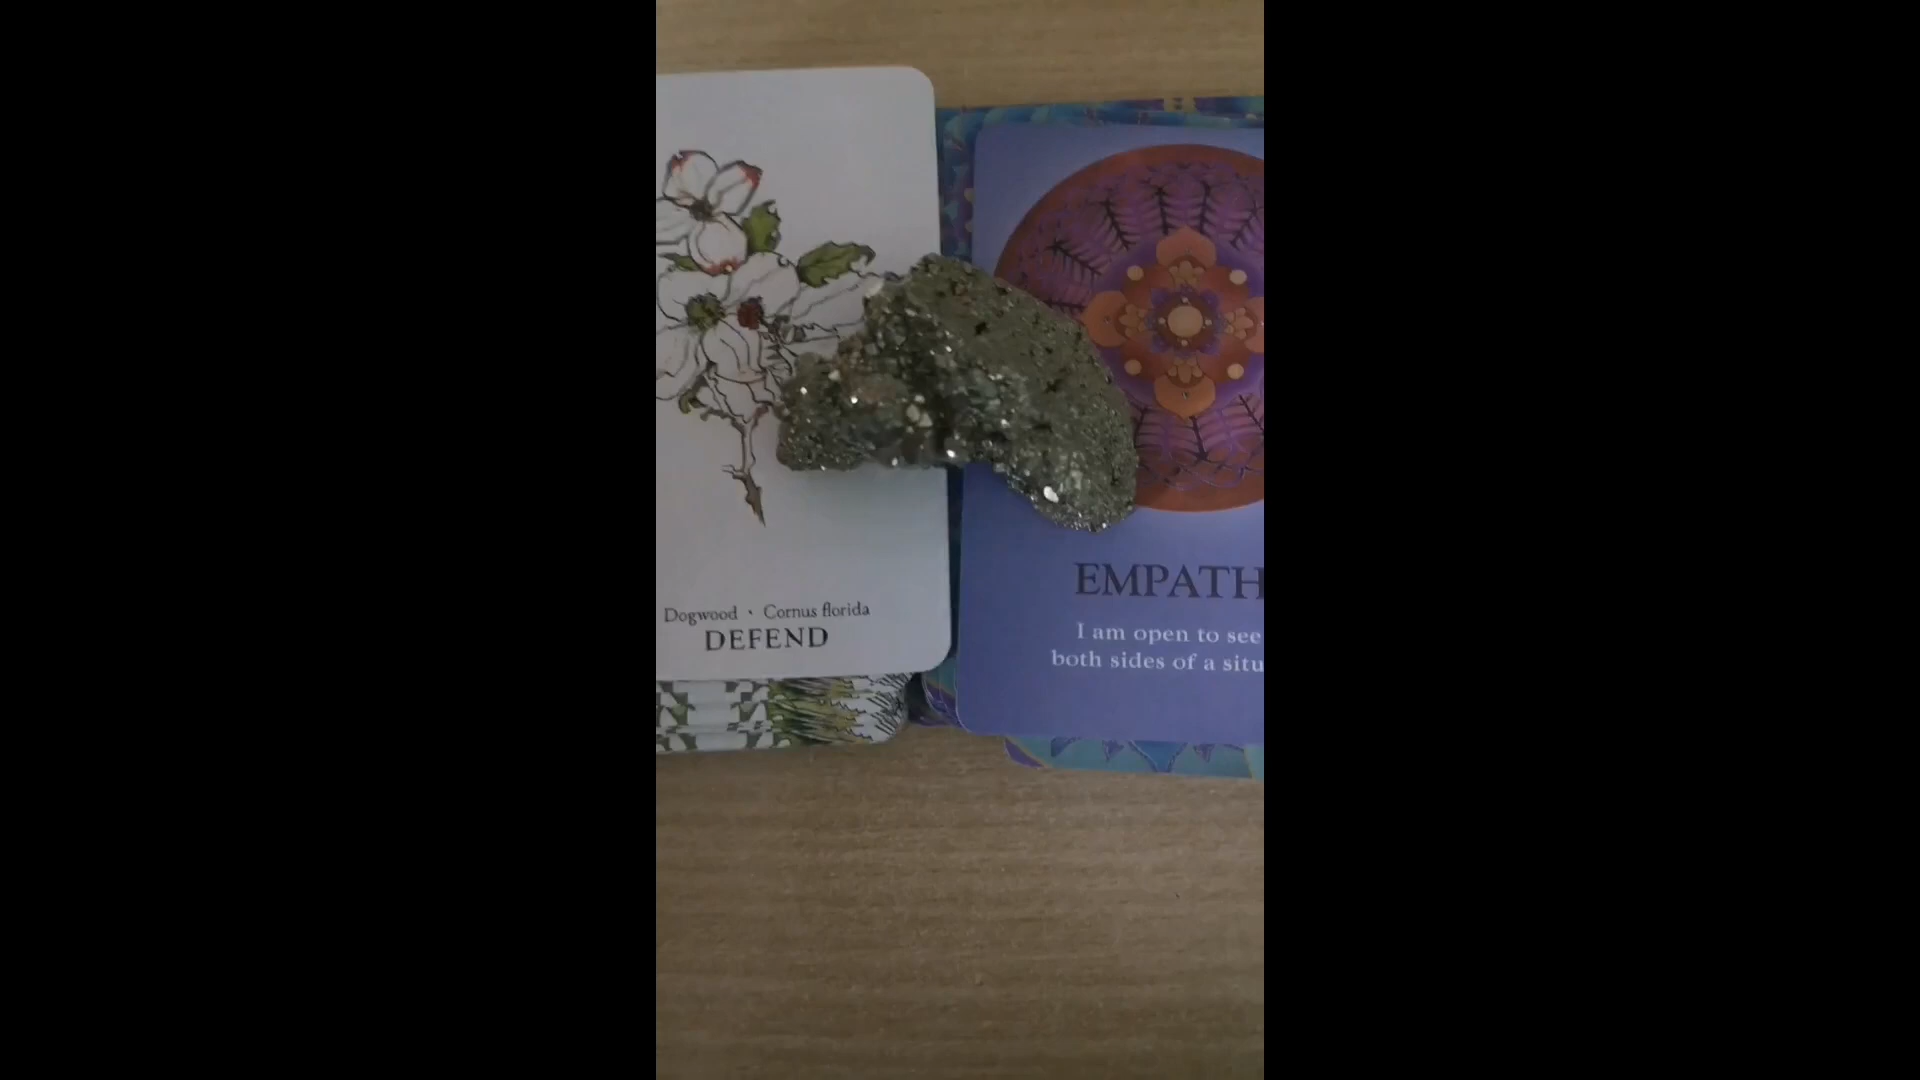 Dogwood • Cornus florida
DEFEND
EMPATH
I am open to see
both sides of a situ